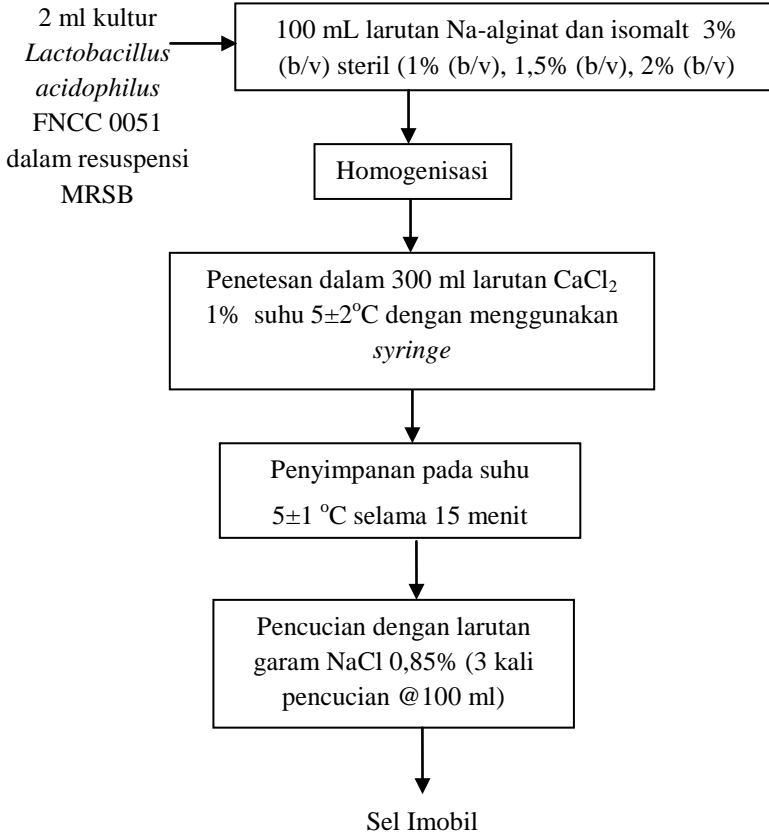 2 ml kultur
Lactobacillus
acidophilus
FNCC 0051
dalam resuspensi
MRSB
100 mL larutan Na-alginat dan isomalt 3%
(b/v) steril (1% (b/v), 1,5% (b/v), 2% (b/v)
Homogenisasi
Penetesan dalam 300 ml larutan CaCl₂
1% suhu 5±2°C dengan menggunakan
syringe
Penyimpanan pada suhu
5±1 °C selama 15 menit
Pencucian dengan larutan
garam NaCl 0,85% (3 kali
pencucian @100 ml)
Sel Imobil